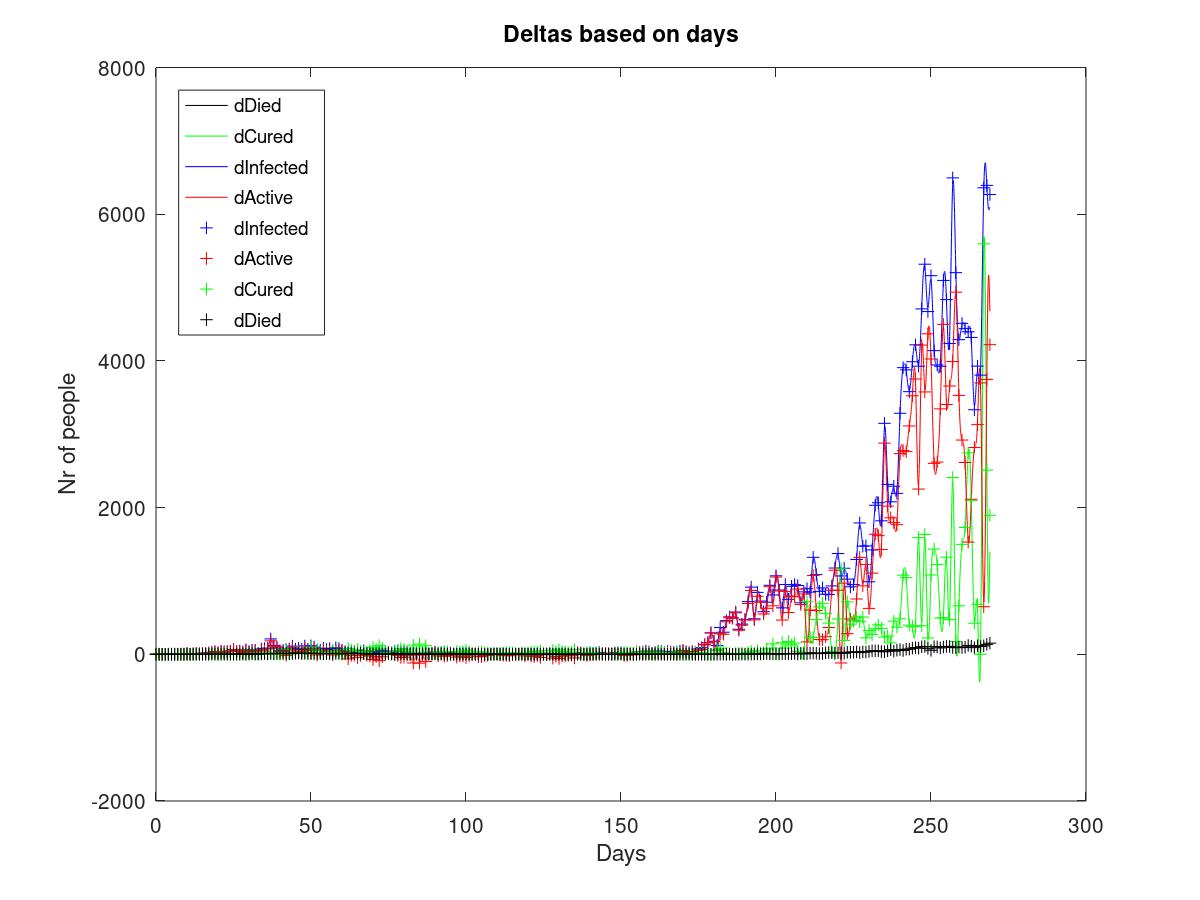 Deltas based on days
8000
6000
4000
2000
0
-2000
Nr of people
dDied
dCured
dInfected
dActive
dInfected
dActive
dCured
dDied
0 50 100 150 200 250 300
Days